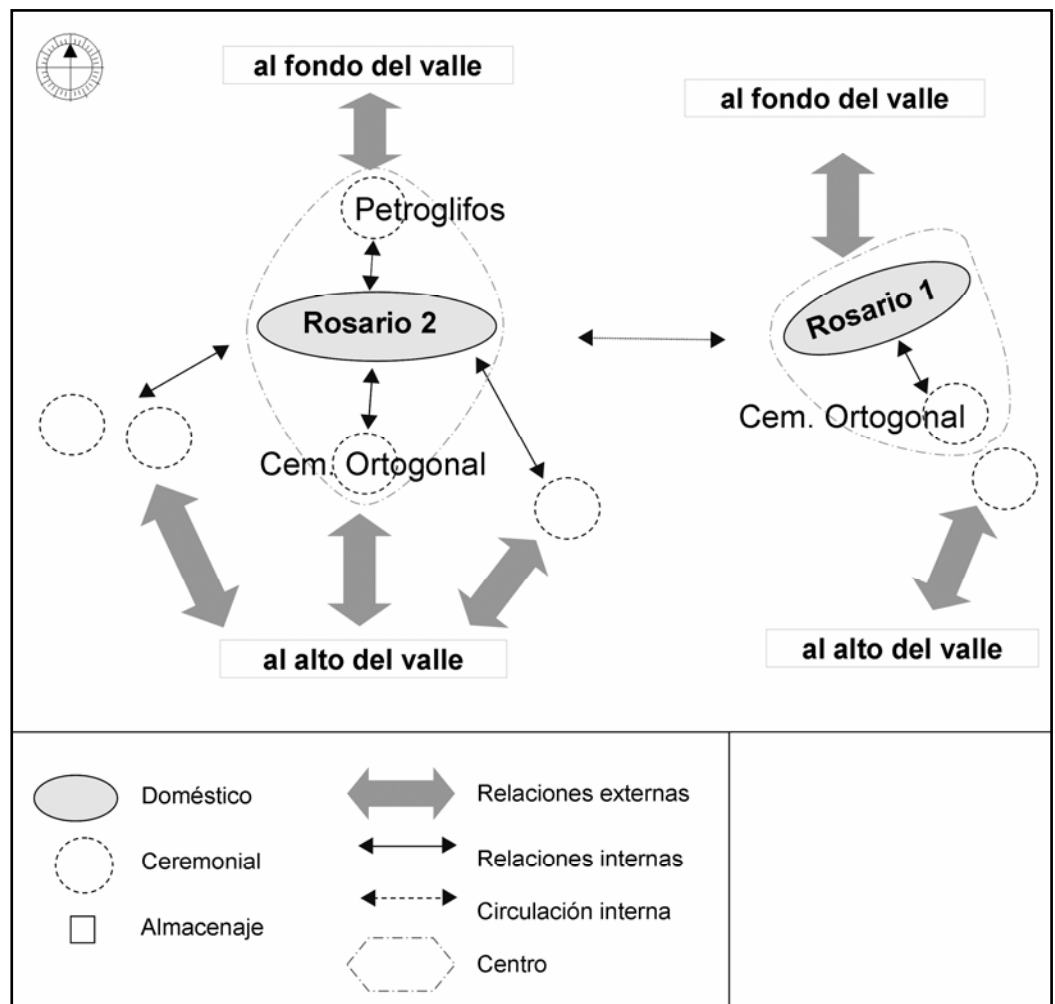 al fondo del valle
al fondo del valle
Petroglifos
Rosario 2
Rosario 1
Cem. Ortogonal
Cem. Ortogonal
al alto del valle
al alto del valle
Doméstico
Relaciones externas
Ceremonial
Relaciones internas
Almacenaje
Circulación interna
Centro